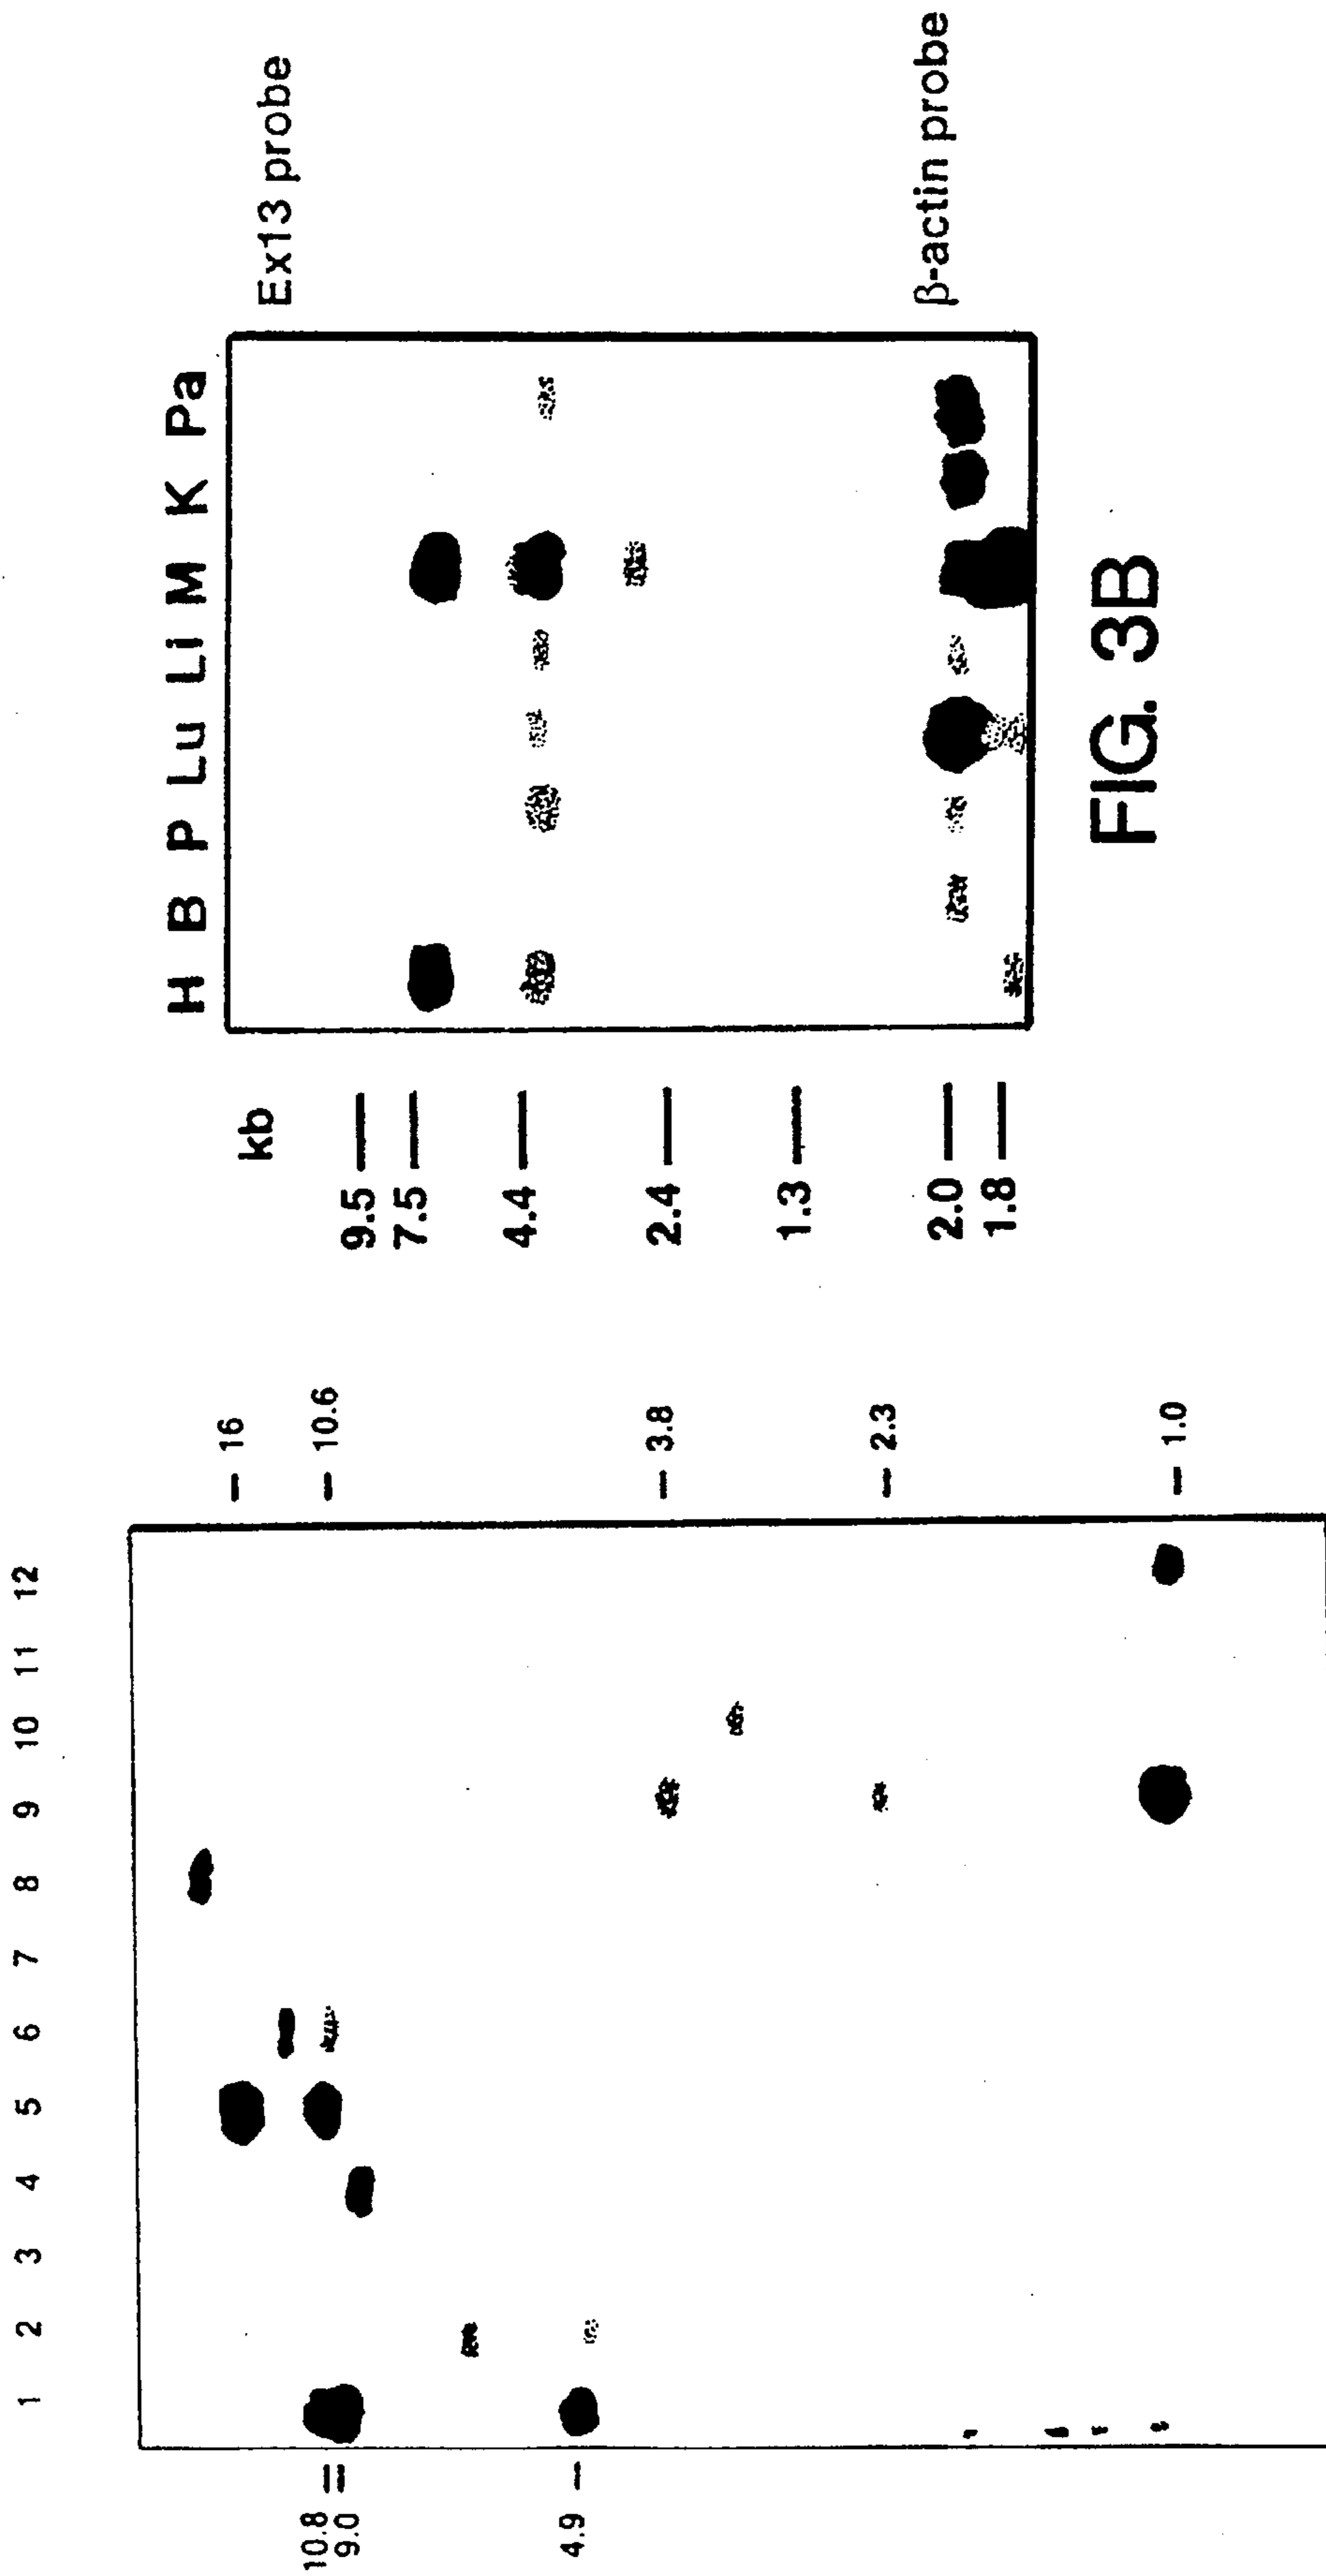 H B P Lu Li M K Pa
kb
9.5
7.5
4.4
2.4
1.3
2.0
1.8
Ex13 probe
β-actin probe
FIG. 3B
1 2 3 4 5 6 7 8 9 10 11 12
10.8
9.0
4.9
16
10.6
3.8
2.3
1.0